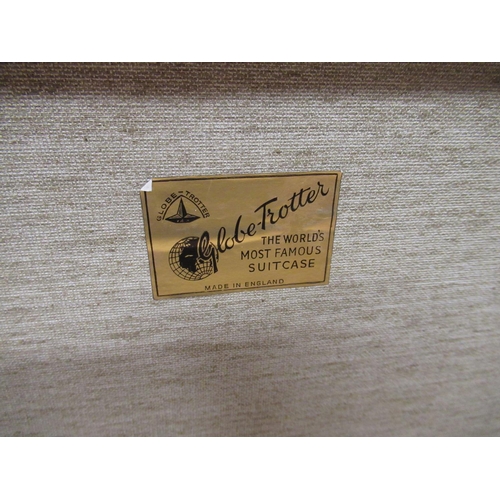 GLOBE-TROTTER
Globe-Trotter
THE WORLD'S
MOST FAMOUS
SUITCASE
MADE IN ENGLAND